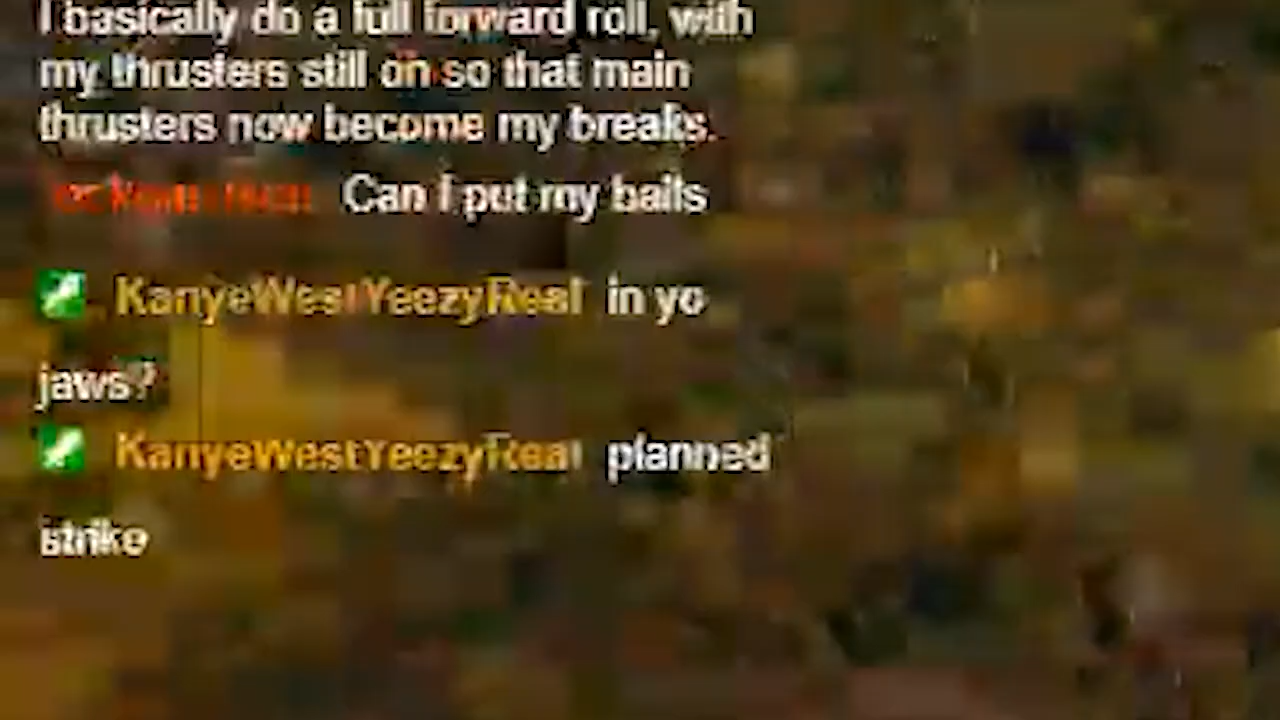 I basically do a full forward roll, with
my thrusters still on so that main
thrusters now become my breaks.
Can I put my balls
KanyeWestYeezyReal in yo
jaws?
KanyeWestYeezyReal planned
strike